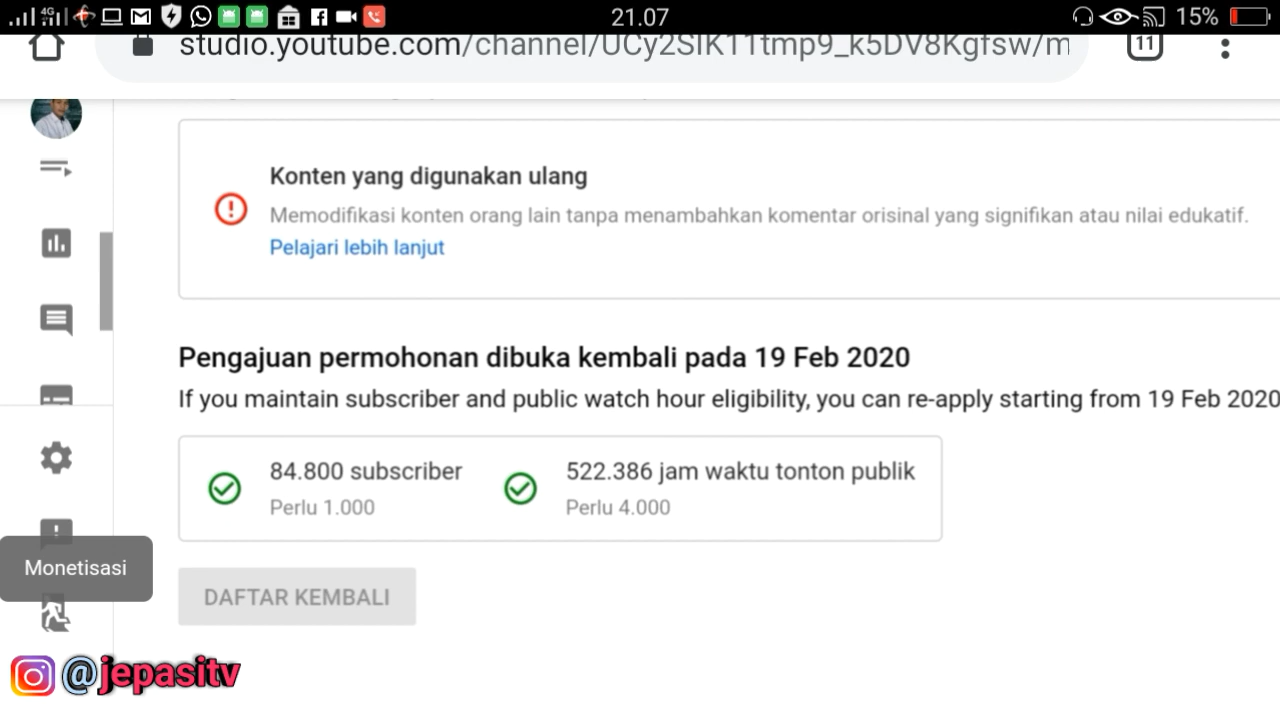 4G
21.07
15%
studio.youtube.com/channel/UCy2SIK11tmp9_k5DV8Kgfsw/m
11
Konten yang digunakan ulang
Memodifikasi konten orang lain tanpa menambahkan komentar orisinal yang signifikan atau nilai edukatif.
Pelajari lebih lanjut
Pengajuan permohonan dibuka kembali pada 19 Feb 2020
If you maintain subscriber and public watch hour eligibility, you can re-apply starting from 19 Feb 2020
84.800 subscriber
Perlu 1.000
522.386 jam waktu tonton publik
Perlu 4.000
Monetisasi
DAFTAR KEMBALI
@jepasitv